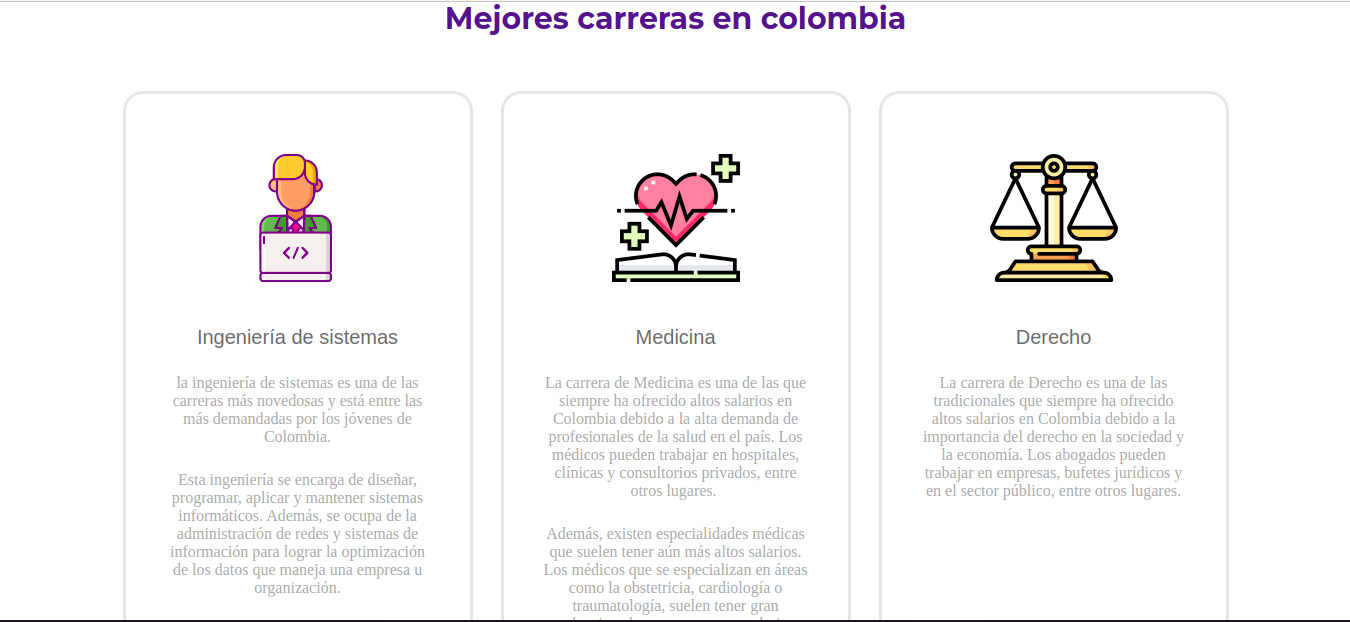 Mejores carreras en colombia
</>
Ingeniería de sistemas
la ingeniería de sistemas es una de las
carreras más novedosas y está entre las
más demandadas por los jóvenes de
Colombia.
Esta ingeniería se encarga de diseñar,
programar, aplicar y mantener sistemas
informáticos. Además, se ocupa de la
administración de redes y sistemas de
información para lograr la optimización
de los datos que maneja una empresa u
organización.
Medicina
La carrera de Medicina es una de las que
siempre ha ofrecido altos salarios en
Colombia debido a la alta demanda de
profesionales de la salud en el país. Los
médicos pueden trabajar en hospitales,
clínicas y consultorios privados, entre
otros lugares.
Además, existen especialidades médicas
que suelen tener aún más altos salarios.
Los médicos que se especializan en áreas
como la obstetricia, cardiología o
traumatología, suelen tener gran
Derecho
La carrera de Derecho es una de las
tradicionales que siempre ha ofrecido
altos salarios en Colombia debido a la
importancia del derecho en la sociedad y
la economía. Los abogados pueden
trabajar en empresas, bufetes jurídicos y
en el sector público, entre otros lugares.